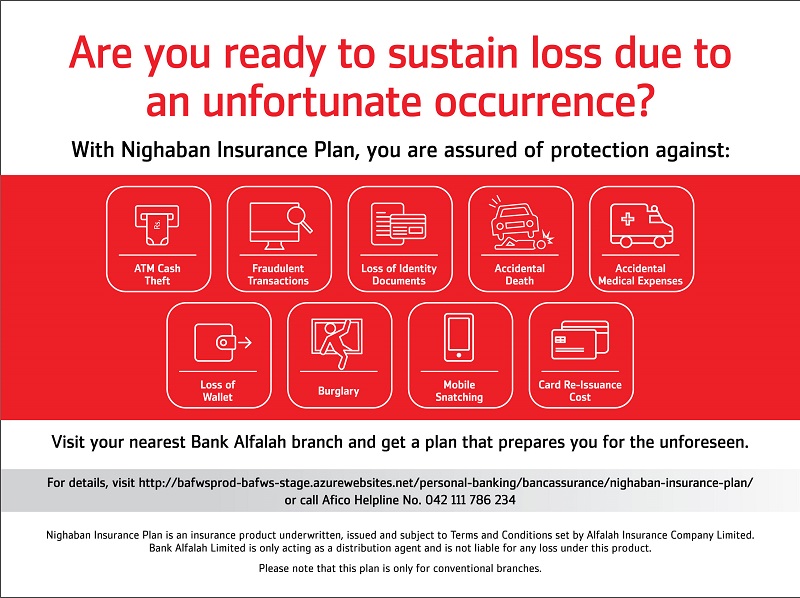 Are you ready to sustain loss due to
an unfortunate occurrence?
With Nighaban Insurance Plan, you are assured of protection against:
Rs.
ATM Cash
Theft
Fraudulent
Transactions
Loss of Identity
Documents
Accidental
Death
Accidental
Medical Expenses
Loss of
Wallet
Burglary
Mobile
Snatching
Card Re-Issuance
Cost
Visit your nearest Bank Alfalah branch and get a plan that prepares you for the unforeseen.
For details, visit http://bafwsprod-bafws-stage.azurewebsites.net/personal-banking/bancassurance/nighaban-insurance-plan/
or call Afico Helpline No. 042 111 786 234
Nighaban Insurance Plan is an insurance product underwritten, issued and subject to Terms and Conditions set by Alfalah Insurance Company Limited.
Bank Alfalah Limited is only acting as a distribution agent and is not liable for any loss under this product.
Please note that this plan is only for conventional branches.